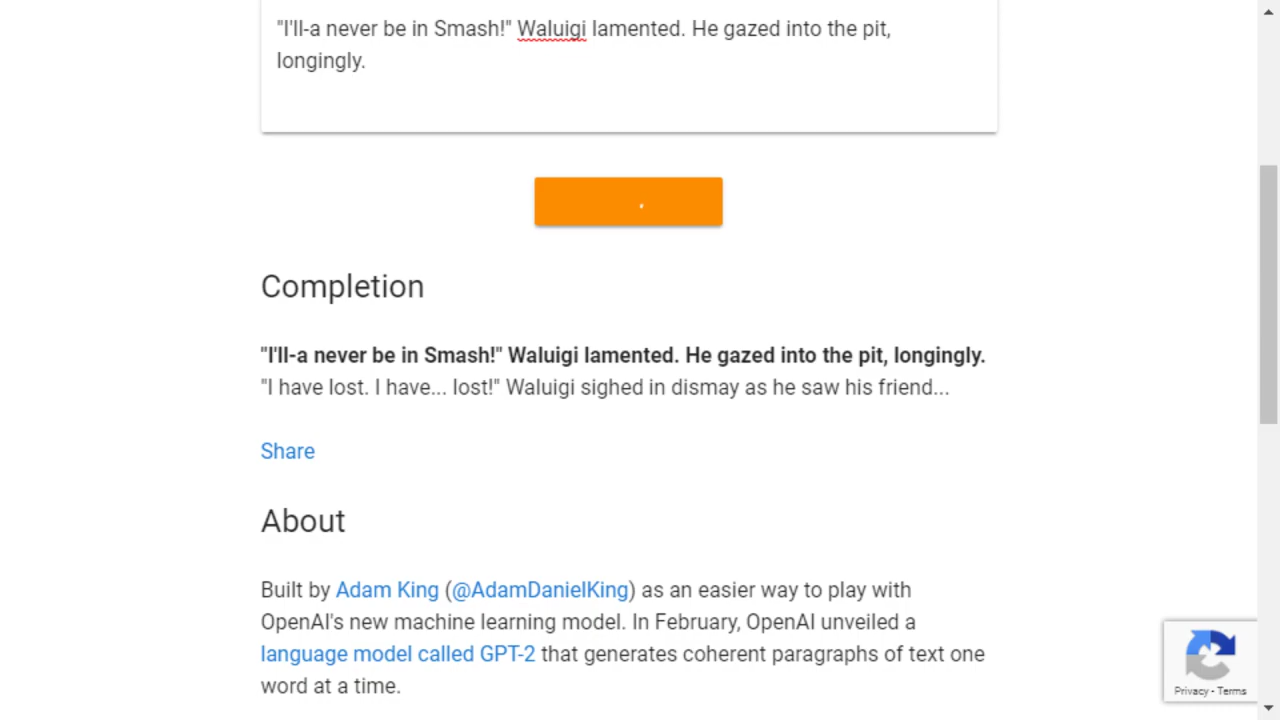 "I'll-a never be in Smash!" Waluigi lamented. He gazed into the pit,
longingly.
Completion
"I'll-a never be in Smash!" Waluigi lamented. He gazed into the pit, longingly.
"I have lost. I have... lost!" Waluigi sighed in dismay as he saw his friend...
Share
About
Built by Adam King (@AdamDanielKing) as an easier way to play with
OpenAI's new machine learning model. In February, OpenAI unveiled a
language model called GPT-2 that generates coherent paragraphs of text one
word at a time.
Privacy - Terms